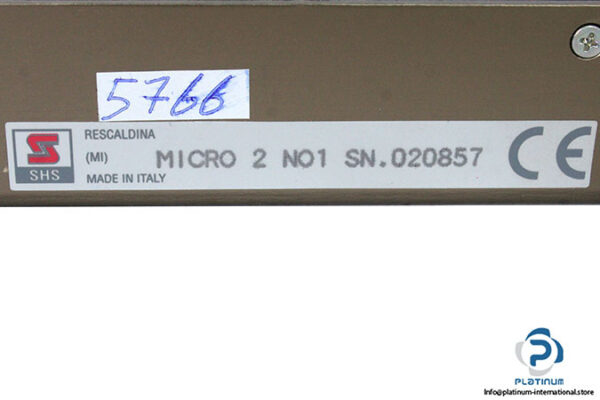 5766
RESCALDINA
(MI) MICRO 2 NO1 SN.020857 CE
SHS MADE IN ITALY
PLATINUM
Info@platinum-international.store